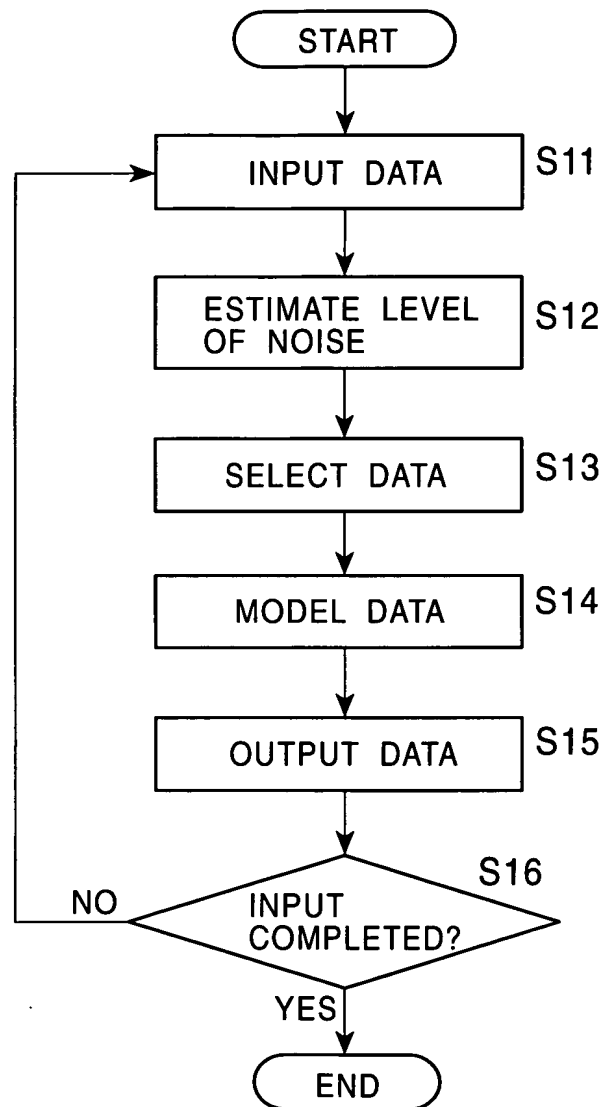 START
INPUT DATA
S11
ESTIMATE LEVEL
OF NOISE
S12
SELECT DATA
S13
MODEL DATA
S14
OUTPUT DATA
S15
S16
INPUT
COMPLETED?
NO
YES
END